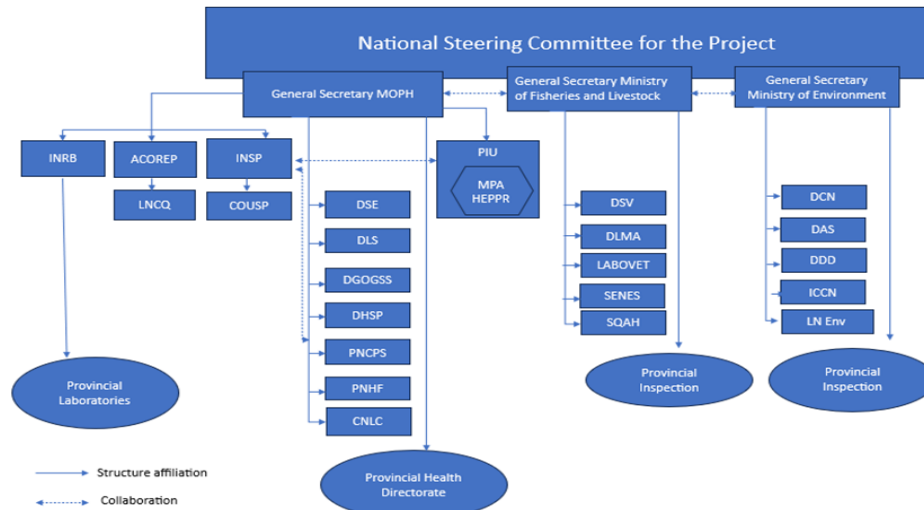 National Steering Committee for the Project
General Secretary MOPH
General Secretary Ministry
of Fisheries and Livestock
General Secretary
Ministry of Environment
INRB
ACOREP
INSP
PIU
MPA
HEPPR
LNCQ
COUSP
DSE
DLS
DGOGSS
DHSP
PNCPS
PNHF
CNLC
DSV
DLMA
LABOVET
SENES
SQAH
DCN
DAS
DDD
ICCN
LN Env
Provincial
Laboratories
Provincial
Inspection
Provincial
Inspection
Provincial Health
Directorate
Structure affiliation
Collaboration